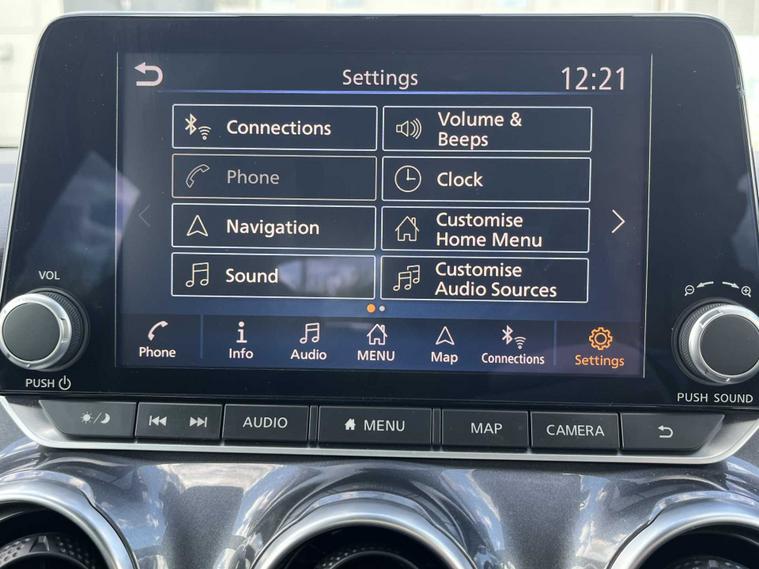 Settings
12:21
Connections
Volume &
Beeps
Phone
Clock
Navigation
Customise
Home Menu
Sound
Customise
Audio Sources
VOL
PUSH
Phone
Info
Audio
MENU
Map
Connections
Settings
PUSH SOUND
AUDIO
MENU
MAP
CAMERA